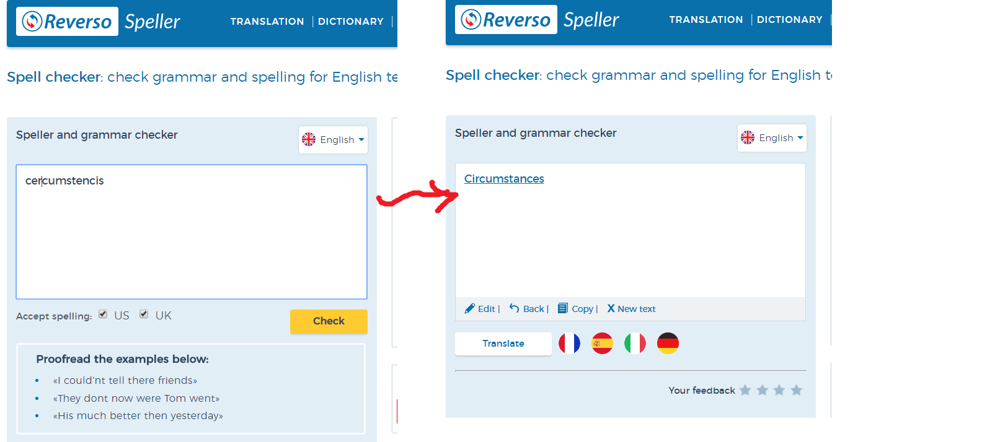 Reverso Speller
TRANSLATION | DICTIONARY |
Spell checker: check grammar and spelling for English te
Speller and grammar checker
English
cercumstencis
Accept spelling: US UK
Check
Proofread the examples below:
• «I could'nt tell there friends»
• «They dont now were Tom went»
• «His much better then yesterday»
Reverso Speller
TRANSLATION | DICTIONARY |
Spell checker: check grammar and spelling for English te
Speller and grammar checker
English
Circumstances
Edit | Back | Copy | X New text
Translate
Your feedback